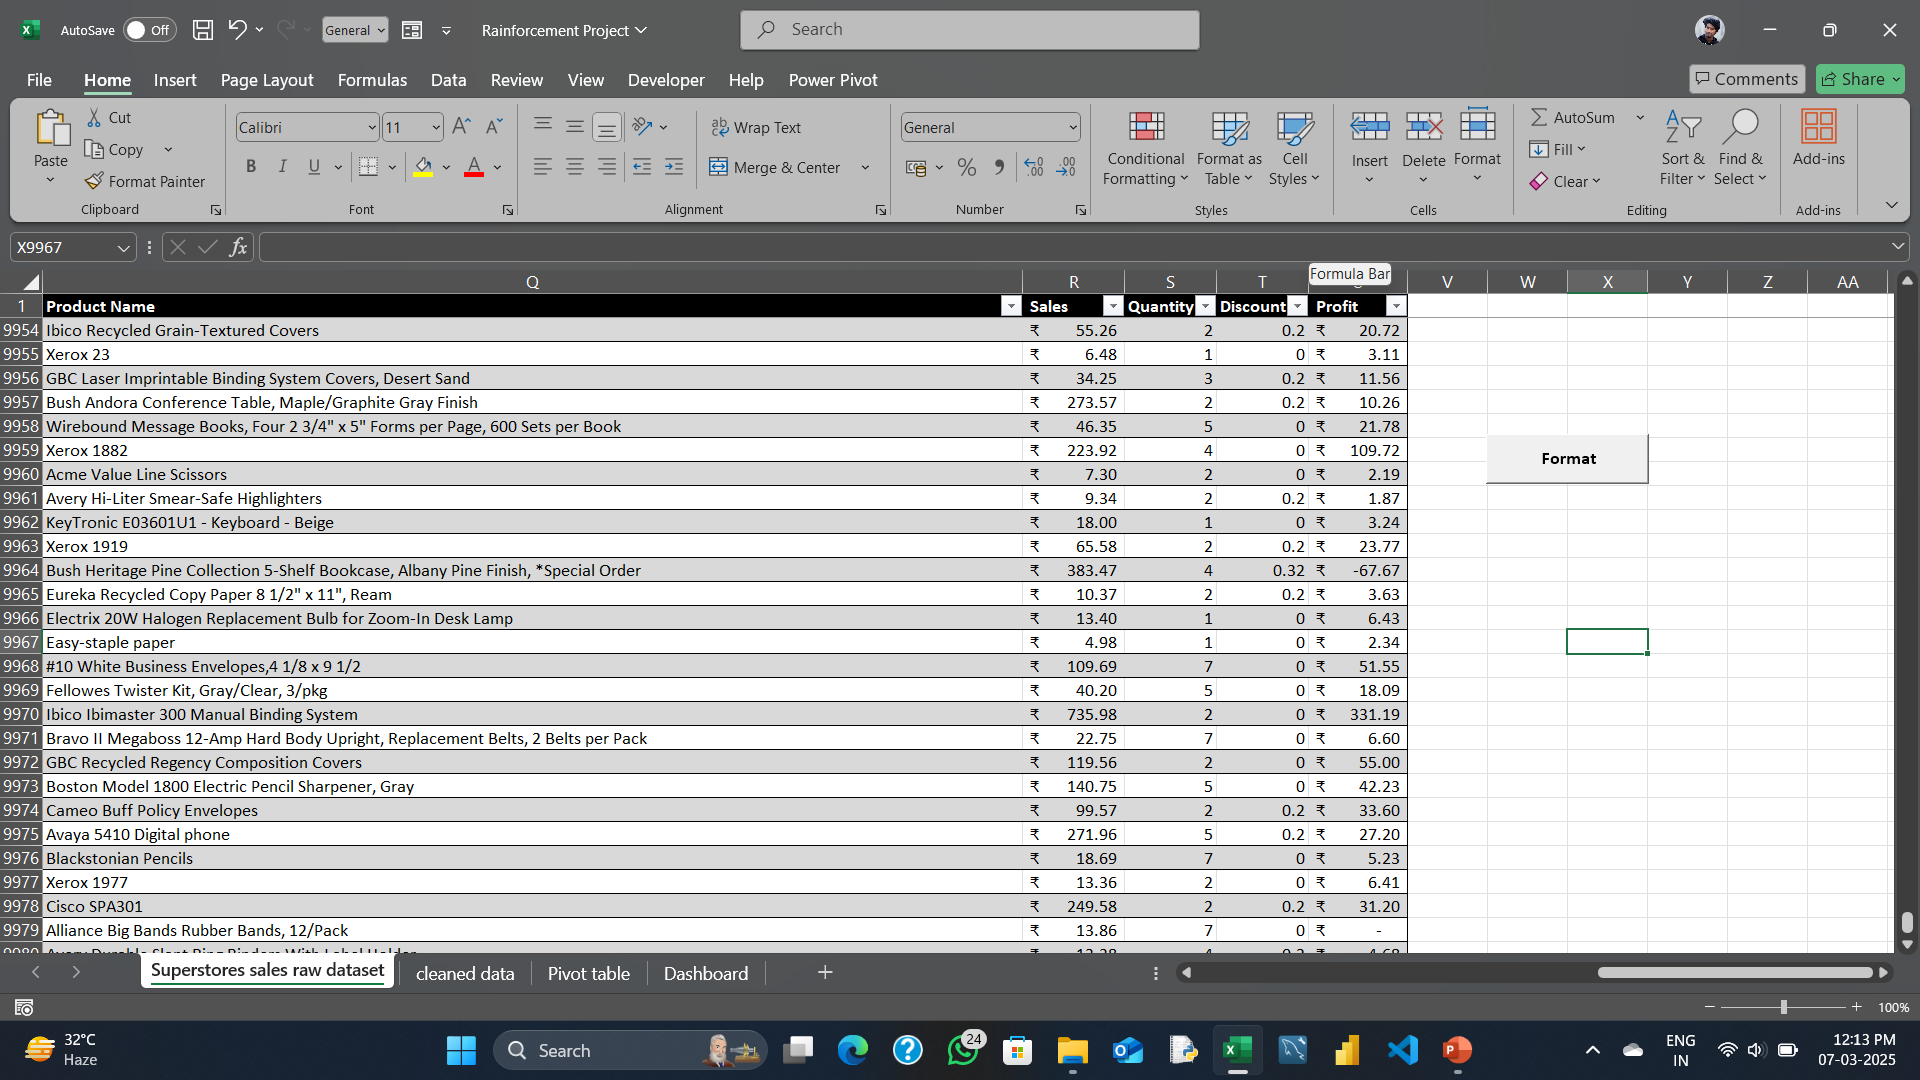 AutoSave Off General Rainforcement Project Search
File Home Insert Page Layout Formulas Data Review View Developer Help Power Pivot Comments Share
Paste Cut Copy Format Painter Clipboard
Calibri 11 B I U A Font
Wrap Text Merge & Center Alignment
General % Number
Conditional Formatting Format as Table Cell Styles Styles
Insert Delete Format Cells
AutoSum Fill Clear Sort & Filter Find & Select Editing
Add-ins Add-ins
X9967 fx
Formula Bar
Q R S T V W X Y Z AA
1 Product Name Sales Quantity Discount Profit
9954 Ibico Recycled Grain-Textured Covers ₹ 55.26 2 0.2 ₹ 20.72
9955 Xerox 23 ₹ 6.48 1 0 ₹ 3.11
9956 GBC Laser Imprintable Binding System Covers, Desert Sand ₹ 34.25 3 0.2 ₹ 11.56
9957 Bush Andora Conference Table, Maple/Graphite Gray Finish ₹ 273.57 2 0.2 ₹ 10.26
9958 Wirebound Message Books, Four 2 3/4" x 5" Forms per Page, 600 Sets per Book ₹ 46.35 5 0 ₹ 21.78
9959 Xerox 1882 ₹ 223.92 4 0 ₹ 109.72
Format
9960 Acme Value Line Scissors ₹ 7.30 2 0 ₹ 2.19
9961 Avery Hi-Liter Smear-Safe Highlighters ₹ 9.34 2 0.2 ₹ 1.87
9962 KeyTronic E03601U1 - Keyboard - Beige ₹ 18.00 1 0 ₹ 3.24
9963 Xerox 1919 ₹ 65.58 2 0.2 ₹ 23.77
9964 Bush Heritage Pine Collection 5-Shelf Bookcase, Albany Pine Finish, *Special Order ₹ 383.47 4 0.32 ₹ -67.67
9965 Eureka Recycled Copy Paper 8 1/2" x 11", Ream ₹ 10.37 2 0.2 ₹ 3.63
9966 Electrix 20W Halogen Replacement Bulb for Zoom-In Desk Lamp ₹ 13.40 1 0 ₹ 6.43
9967 Easy-staple paper ₹ 4.98 1 0 ₹ 2.34
9968 #10 White Business Envelopes,4 1/8 x 9 1/2 ₹ 109.69 7 0 ₹ 51.55
9969 Fellowes Twister Kit, Gray/Clear, 3/pkg ₹ 40.20 5 0 ₹ 18.09
9970 Ibico Ibimaster 300 Manual Binding System ₹ 735.98 2 0 ₹ 331.19
9971 Bravo II Megaboss 12-Amp Hard Body Upright, Replacement Belts, 2 Belts per Pack ₹ 22.75 7 0 ₹ 6.60
9972 GBC Recycled Regency Composition Covers ₹ 119.56 2 0 ₹ 55.00
9973 Boston Model 1800 Electric Pencil Sharpener, Gray ₹ 140.75 5 0 ₹ 42.23
9974 Cameo Buff Policy Envelopes ₹ 99.57 2 0.2 ₹ 33.60
9975 Avaya 5410 Digital phone ₹ 271.96 5 0.2 ₹ 27.20
9976 Blackstonian Pencils ₹ 18.69 7 0 ₹ 5.23
9977 Xerox 1977 ₹ 13.36 2 0 ₹ 6.41
9978 Cisco SPA301 ₹ 249.58 2 0.2 ₹ 31.20
9979 Alliance Big Bands Rubber Bands, 12/Pack ₹ 13.86 7 0 ₹ -
Superstores sales raw dataset cleaned data Pivot table Dashboard
100%
32°C
Haze
Search
24
ENG
IN
12:13 PM
07-03-2025